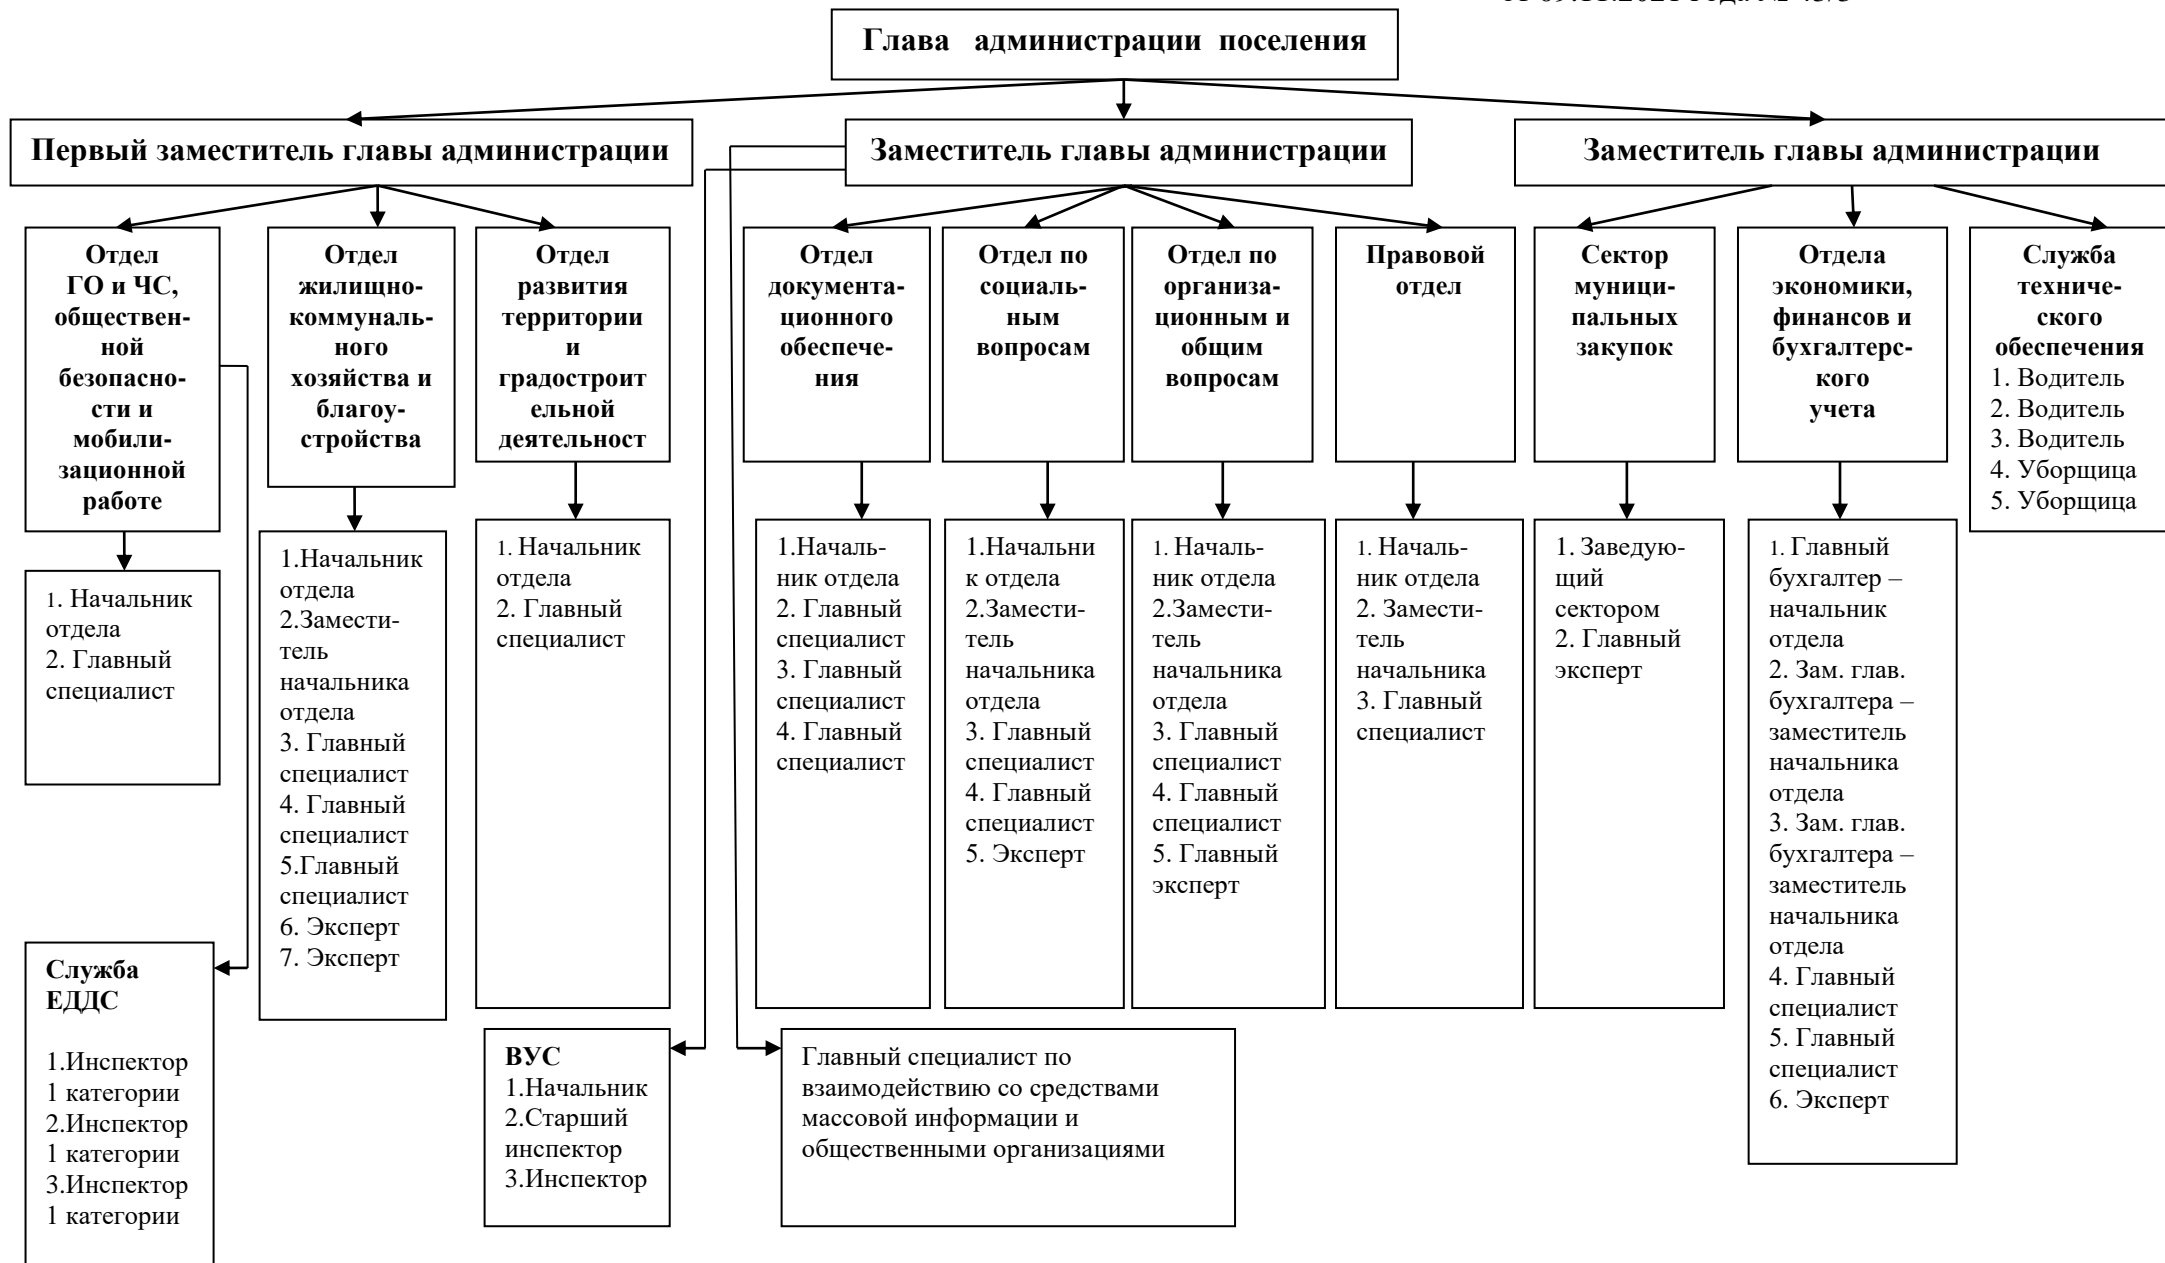 Глава администрации поселения
Первый заместитель главы администрации
Заместитель главы администрации
Заместитель главы администрации
Отдел
ГО и ЧС,
обществен-
ной
безопасно-
сти и
мобили-
зационной
работе
Отдел
жилищно-
коммуналь-
ного
хозяйства и
благоу-
стройства
Отдел
развития
территории
и
градостроит
ельной
деятельност
Отдел
документа-
ционного
обеспече-
ния
Отдел по
социаль-
ным
вопросам
Отдел по
организа-
ционным и
общим
вопросам
Правовой
отдел
Сектор
муници-
пальных
закупок
Отдела
экономики,
финансов и
бухгалтерс-
кого
учета
Служба
техниче-
ского
обеспечения
1. Водитель
2. Водитель
3. Водитель
4. Уборщица
5. Уборщица
1. Начальник
отдела
2. Главный
специалист
1.Начальник
отдела
2.Замести-
тель
начальника
отдела
3. Главный
специалист
4. Главный
специалист
5.Главный
специалист
6. Эксперт
7. Эксперт
1. Начальник
отдела
2. Главный
специалист
1.Началь-
ник отдела
2. Главный
специалист
3. Главный
специалист
4. Главный
специалист
1.Начальни
к отдела
2.Замести-
тель
начальника
отдела
3. Главный
специалист
4. Главный
специалист
5. Эксперт
1. Началь-
ник отдела
2.Замести-
тель
начальника
отдела
3. Главный
специалист
4. Главный
специалист
5. Главный
эксперт
1. Началь-
ник отдела
2. Замести-
тель
начальника
3. Главный
специалист
1. Заведую-
щий
сектором
2. Главный
эксперт
1. Главный
бухгалтер –
начальник
отдела
2. Зам. глав.
бухгалтера –
заместитель
начальника
отдела
3. Зам. глав.
бухгалтера –
заместитель
начальника
отдела
4. Главный
специалист
5. Главный
специалист
6. Эксперт
Служба
ЕДДС
1.Инспектор
1 категории
2.Инспектор
1 категории
3.Инспектор
1 категории
ВУС
1.Начальник
2.Старший
инспектор
3.Инспектор
Главный специалист по
взаимодействию со средствами
массовой информации и
общественными организациями